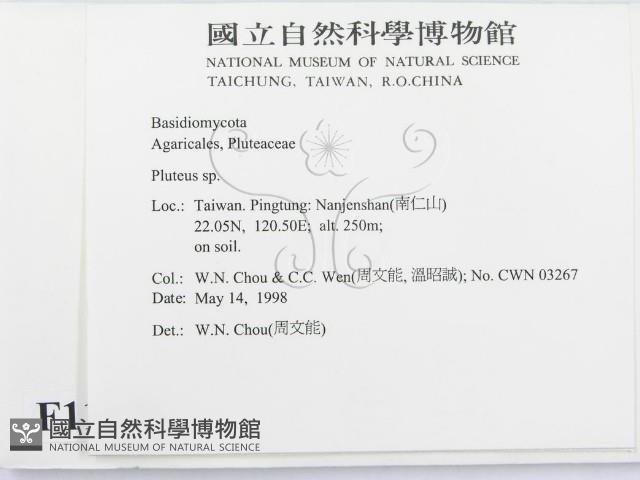 國立自然科學博物館
NATIONAL MUSEUM OF NATURAL SCIENCE
TAICHUNG, TAIWAN, R.O.CHINA
Basidiomycota
Agaricales, Pluteaceae
Pluteus sp.
Loc.: Taiwan. Pingtung: Nanjenshan(南仁山)
22.05N, 120.50E; alt. 250m;
on soil.
Col.: W.N. Chou & C.C. Wen(周文能, 溫昭誠); No. CWN 03267
Date: May 14, 1998
Det.: W.N. Chou(周文能)
國立自然科學博物館
NATIONAL MUSEUM OF NATURAL SCIENCE